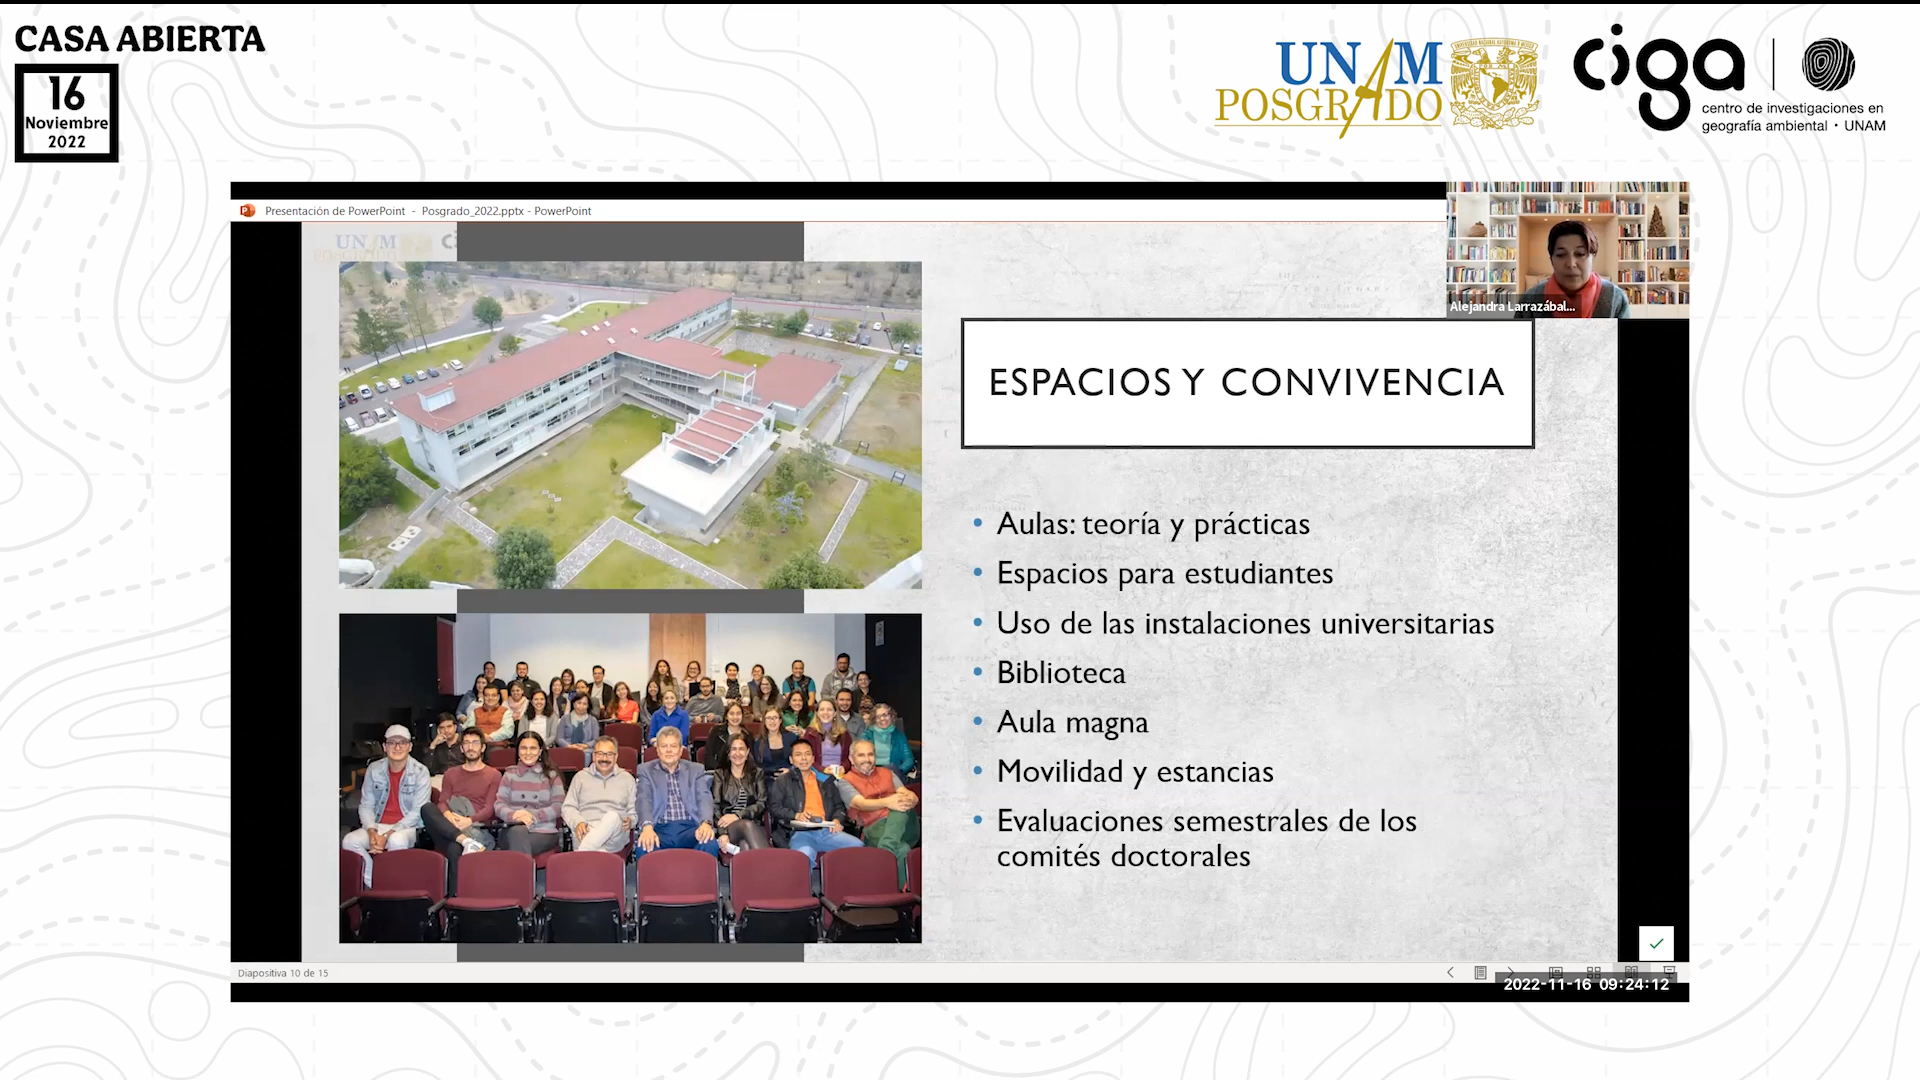 CASA ABIERTA
16
Noviembre
2022
UNAM
POSGRADO
ciga
centro de investigaciones en
geografía ambiental • UNAM
Presentación de PowerPoint - Posgrado_2022.pptx - PowerPoint
UNAM
POSGRADO
Alejandra Larrazábal...
ESPACIOS Y CONVIVENCIA
• Aulas: teoría y prácticas
• Espacios para estudiantes
• Uso de las instalaciones universitarias
• Biblioteca
• Aula magna
• Movilidad y estancias
• Evaluaciones semestrales de los
comités doctorales
Diapositiva 10 de 15
2022-11-16 09:24:12